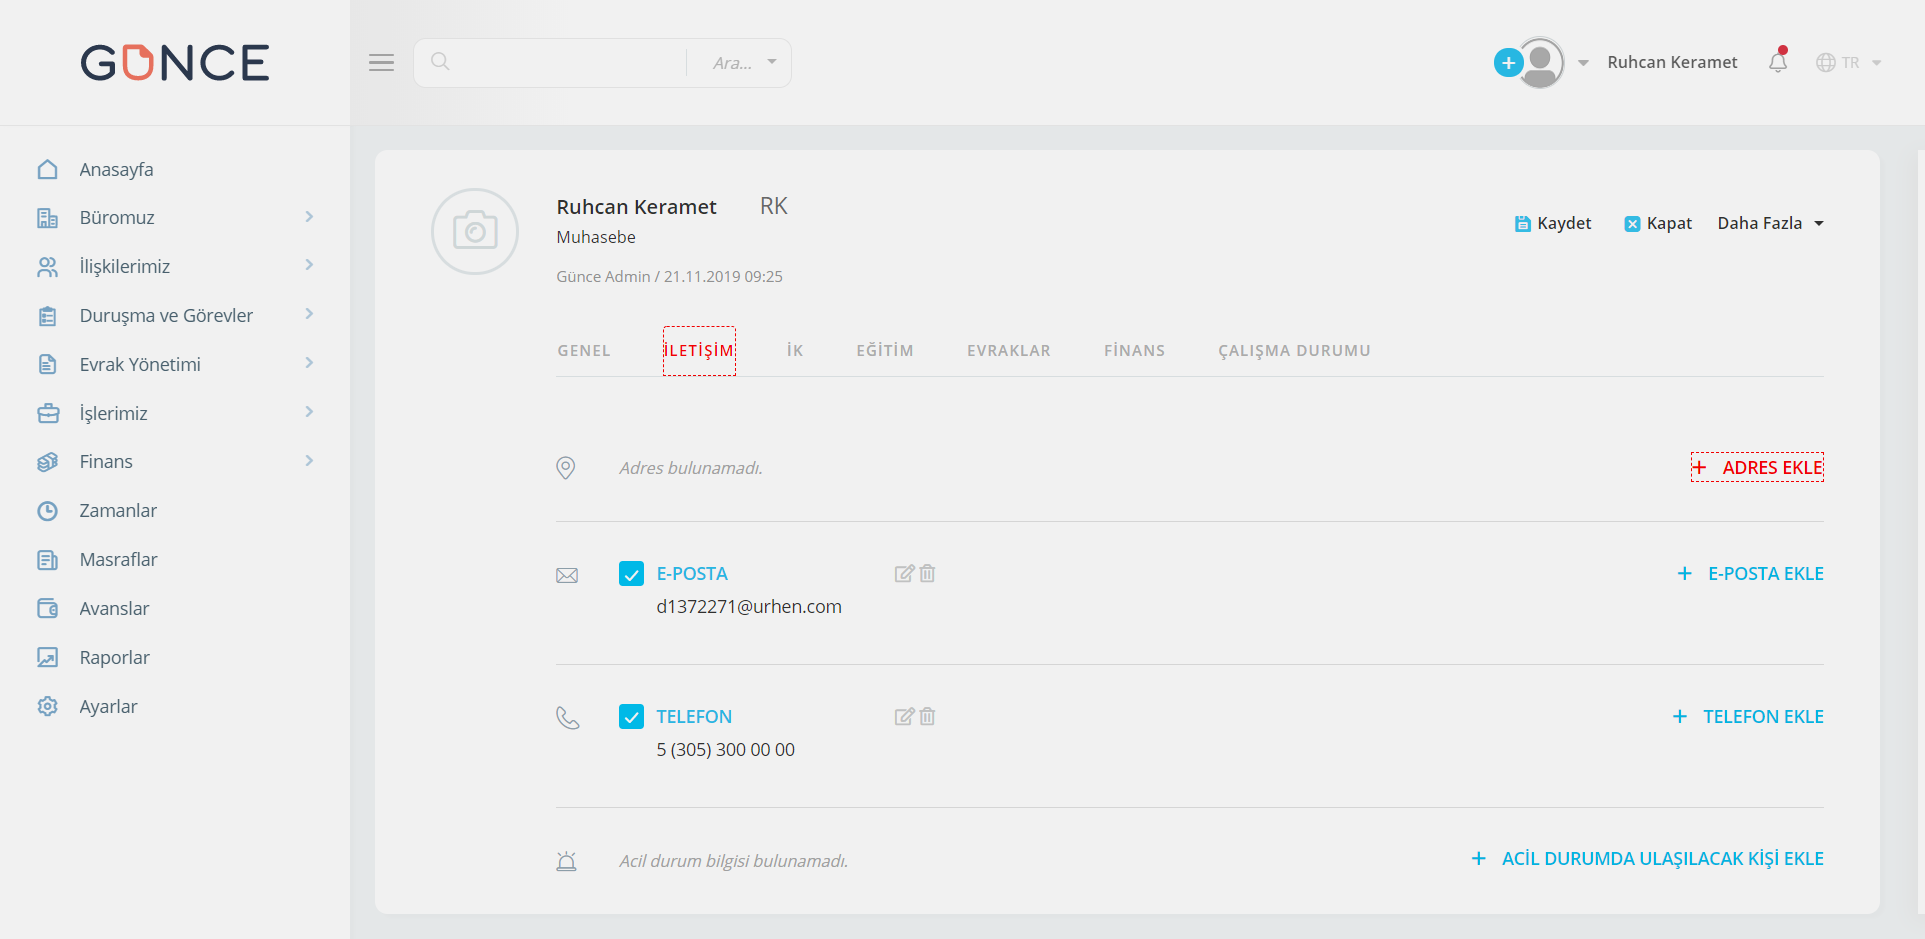 GÜNCE
Ara...
Ruhcan Keramet
TR
Anasayfa
Büromuz
İlişkilerimiz
Duruşma ve Görevler
Evrak Yönetimi
İşlerimiz
Finans
Zamanlar
Masraflar
Avanslar
Raporlar
Ayarlar
Ruhcan Keramet RK
Muhasebe
Günce Admin / 21.11.2019 09:25
Kaydet Kapat Daha Fazla
GENEL İLETİŞİM İK EĞİTİM EVRAKLAR FİNANS ÇALIŞMA DURUMU
Adres bulunamadı. + ADRES EKLE
E-POSTA + E-POSTA EKLE
d1372271@urhen.com
TELEFON + TELEFON EKLE
5 (305) 300 00 00
Acil durum bilgisi bulunamadı. + ACİL DURUMDA ULAŞILACAK KİŞİ EKLE